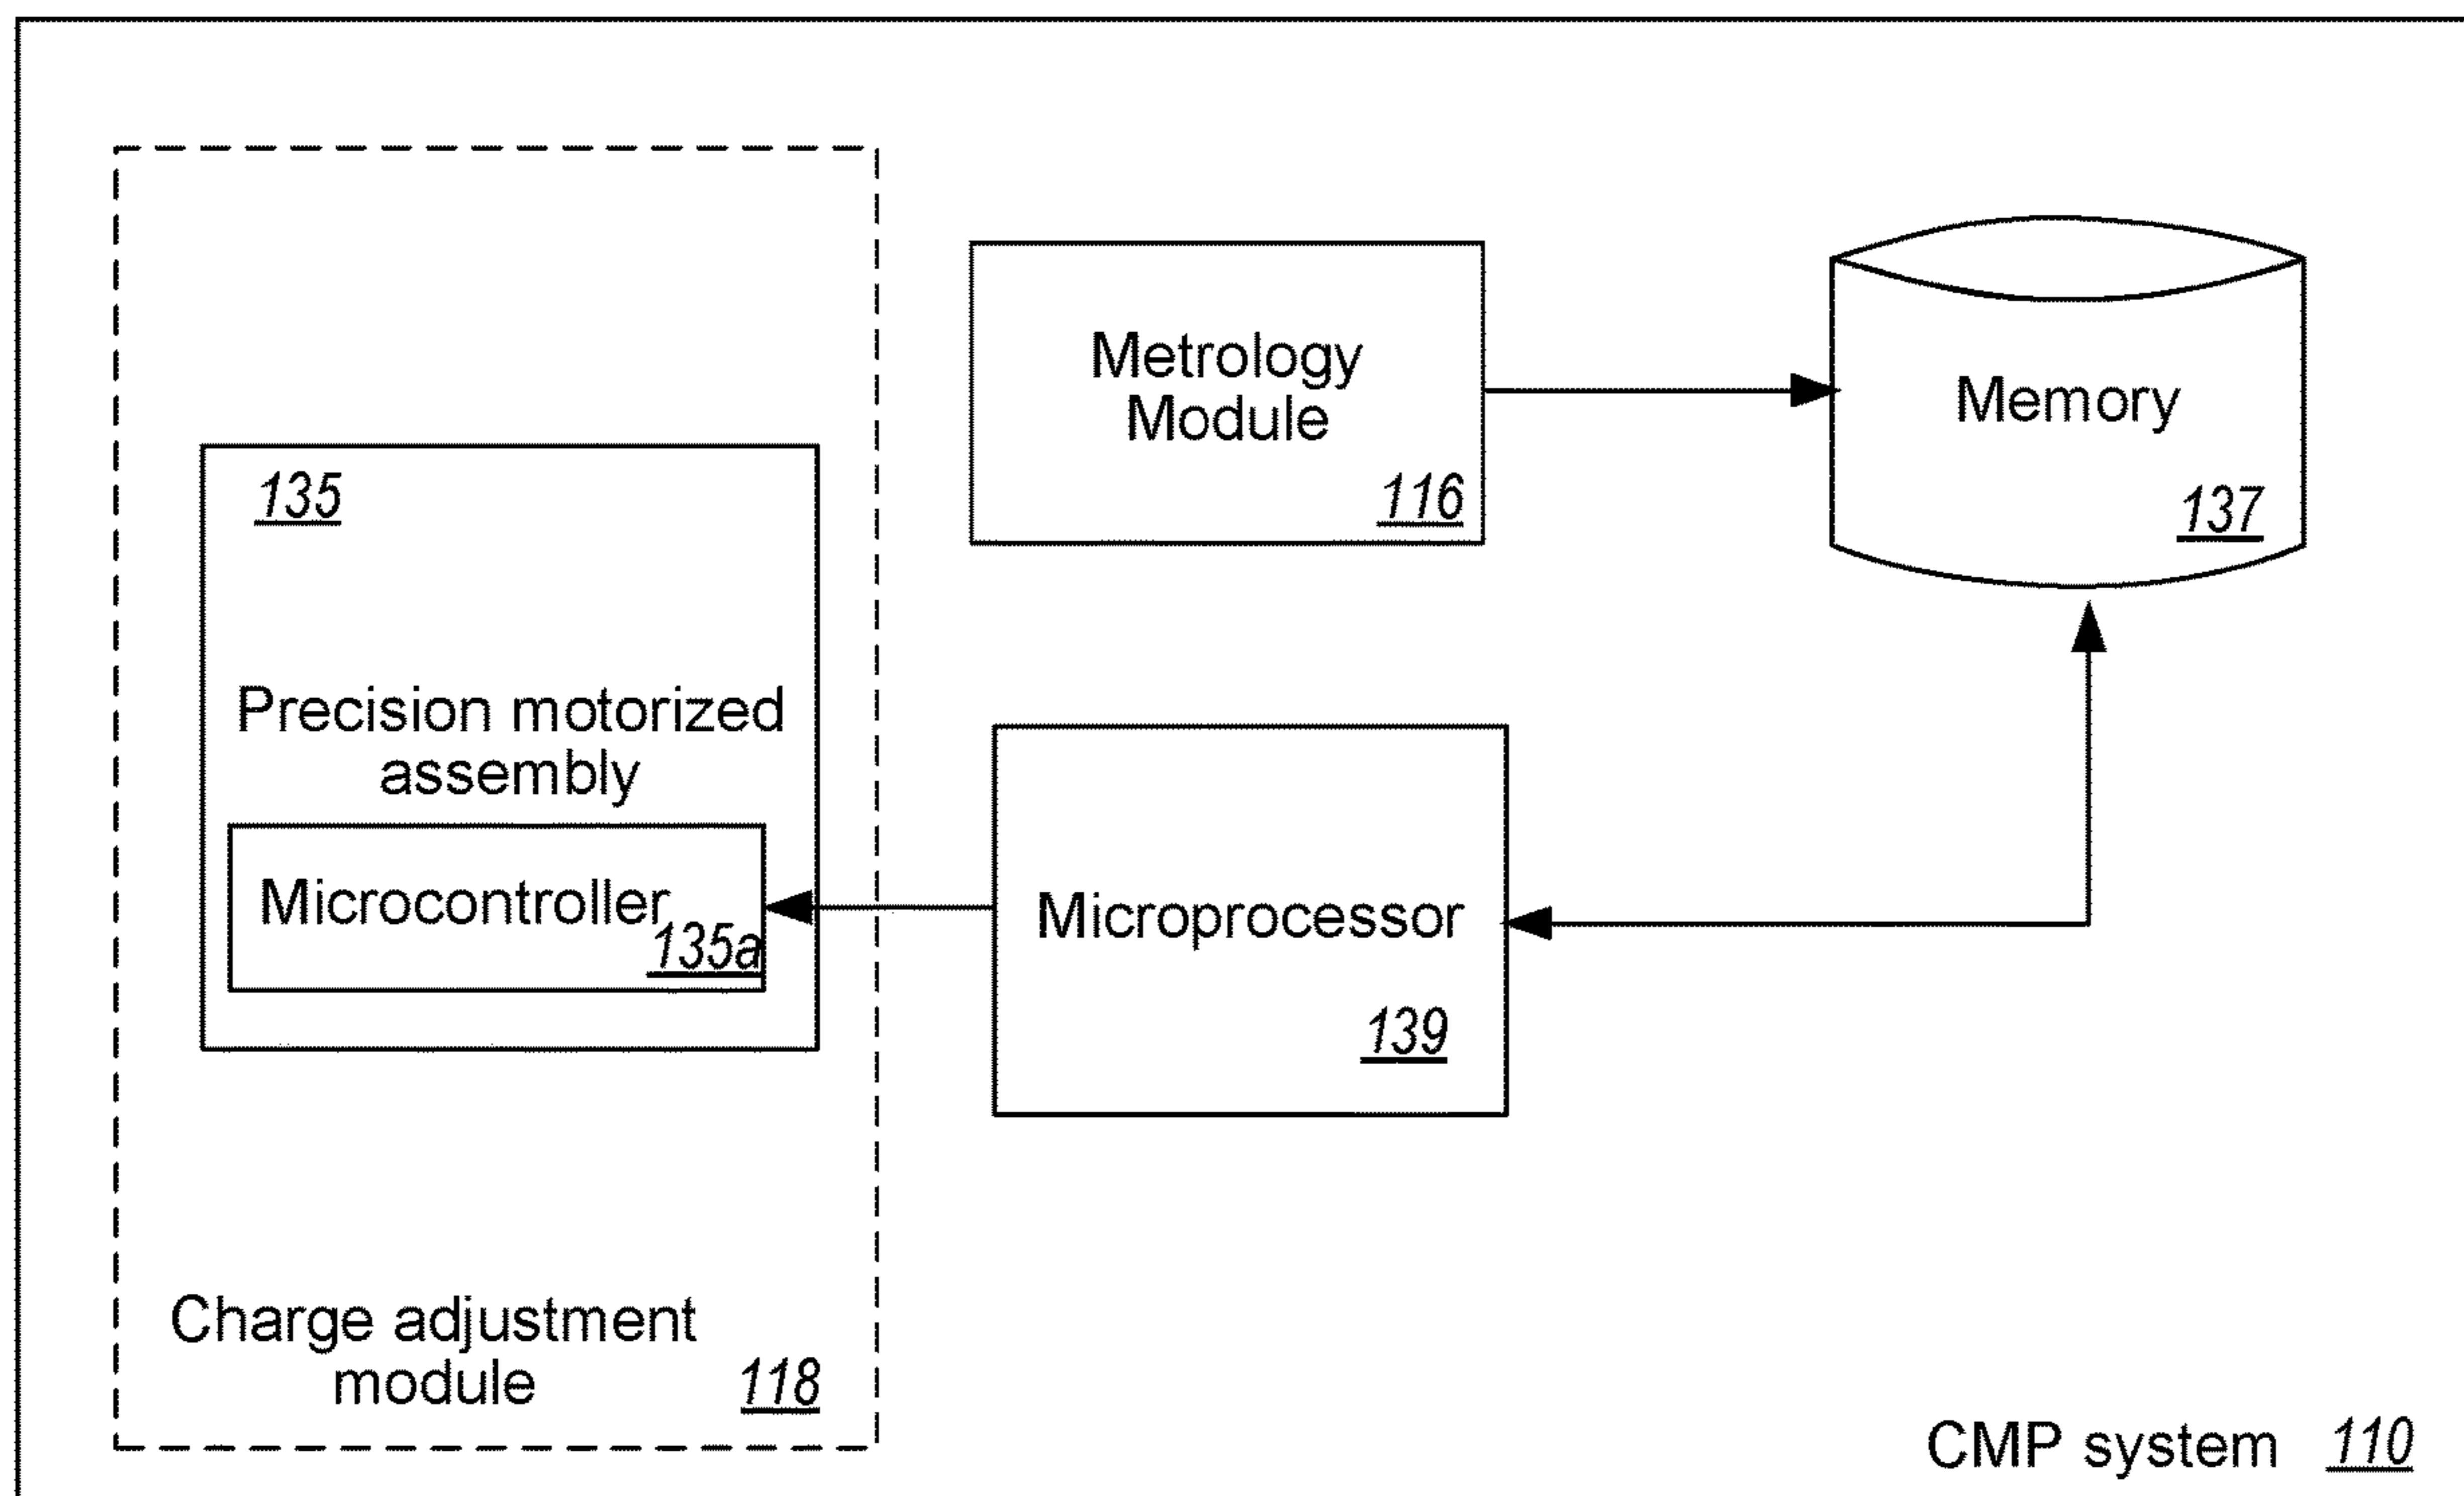 135
Precision motorized
assembly
Microcontroller
135a
Charge adjustment
module
118
Metrology
Module
116
Memory
137
Microprocessor
139
CMP system 110